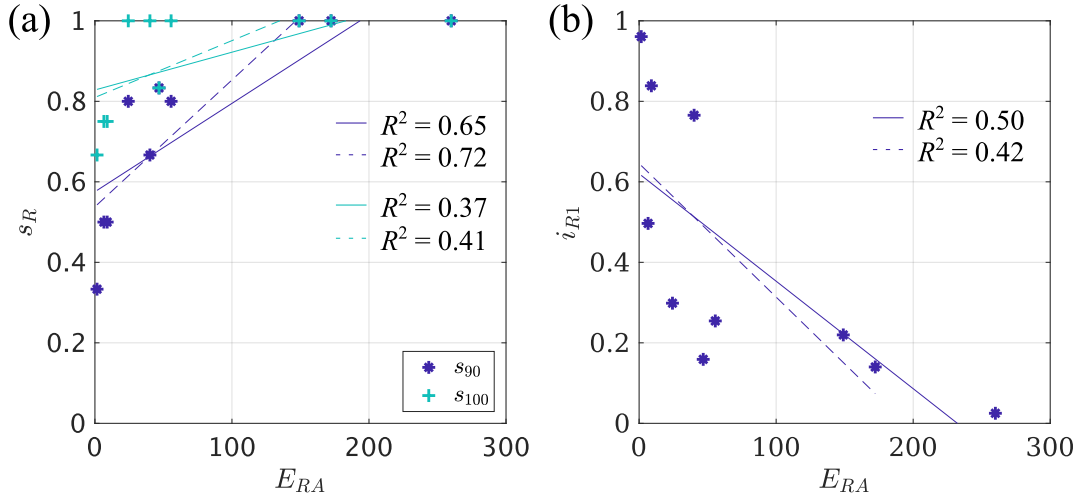 (a)
1
0.8
0.6
0.4
0.2
0
s_R
R² = 0.65
R² = 0.72
R² = 0.37
R² = 0.41
s₉₀
s₁₀₀
0 100 200 300
E_RA
(b)
1
0.8
0.6
0.4
0.2
0
i_R1
R² = 0.50
R² = 0.42
0 100 200 300
E_RA